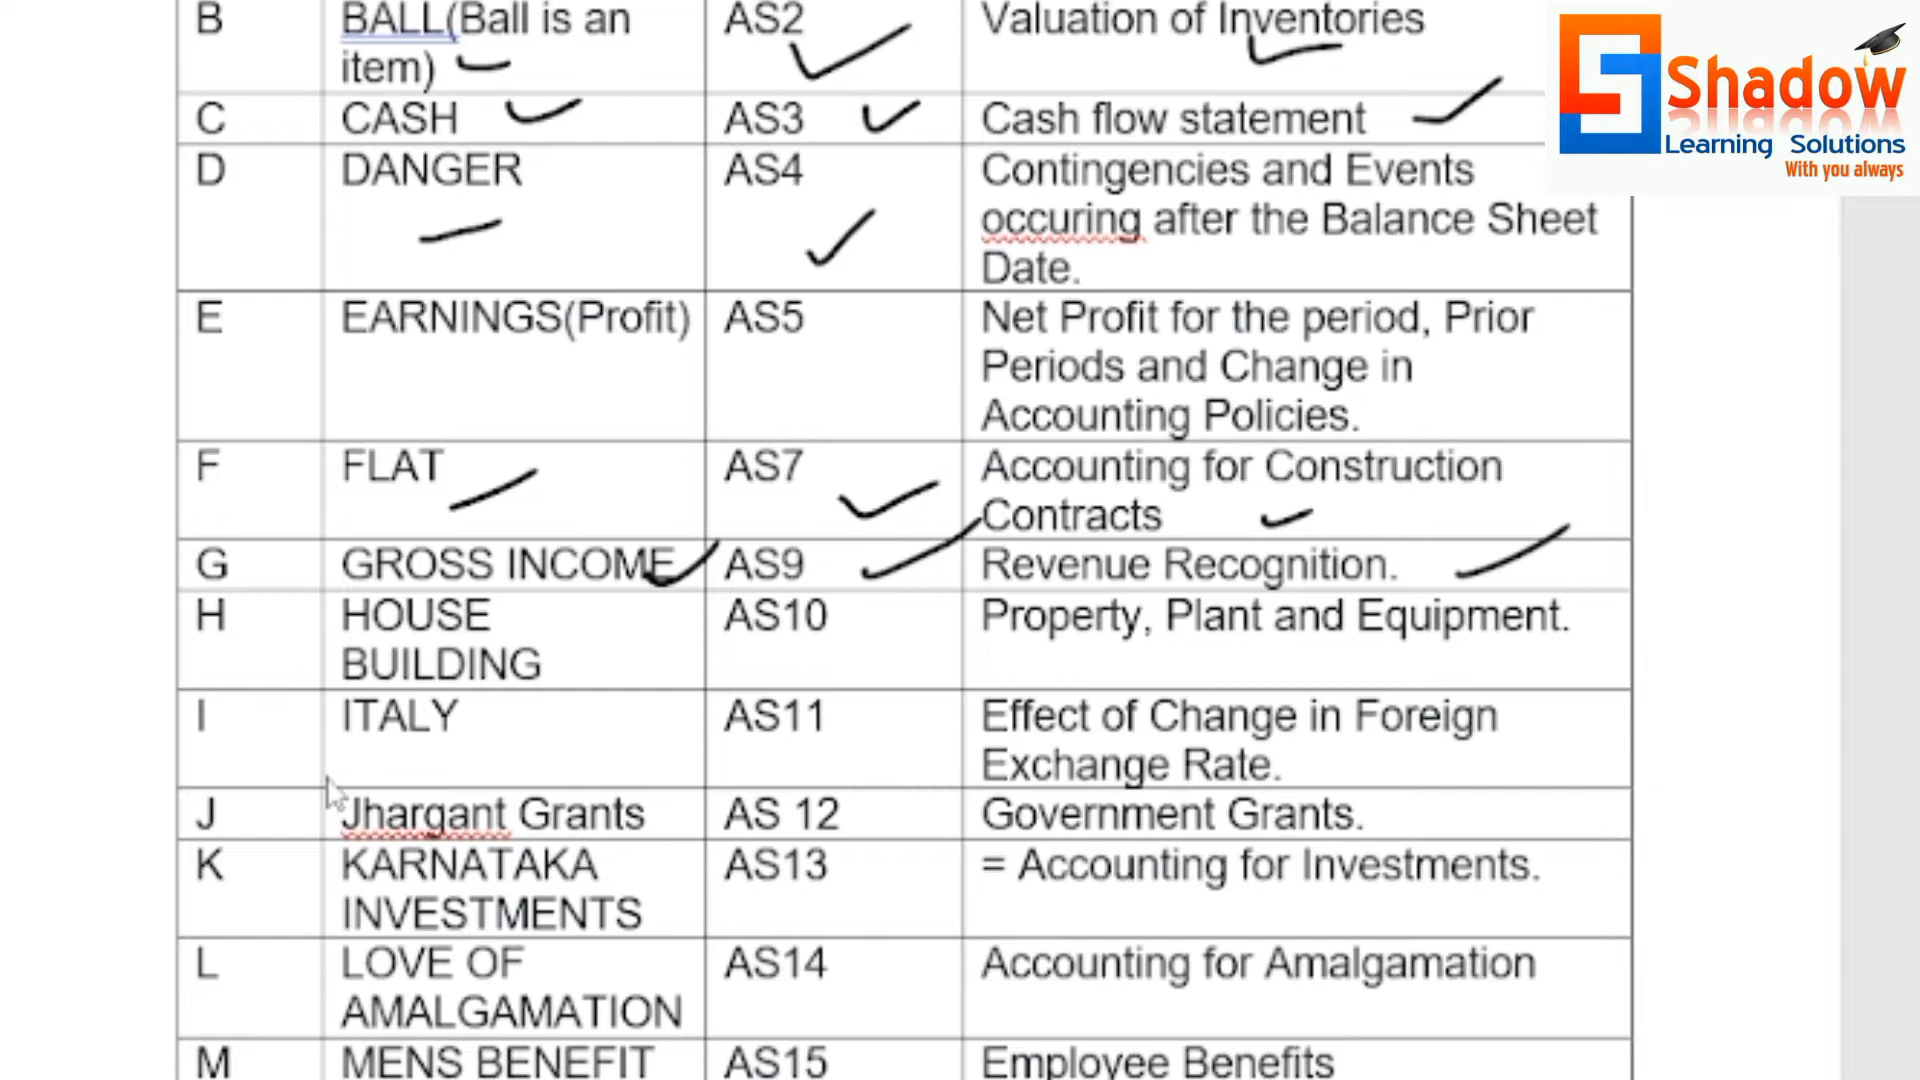 B BALL(Ball is an AS2 Valuation of Inventories
item)
C CASH AS3 Cash flow statement
D DANGER AS4 Contingencies and Events
occuring after the Balance Sheet
Date.
E EARNINGS(Profit) AS5 Net Profit for the period, Prior
Periods and Change in
Accounting Policies.
F FLAT AS7 Accounting for Construction
Contracts
G GROSS INCOME AS9 Revenue Recognition.
H HOUSE AS10 Property, Plant and Equipment.
BUILDING
I ITALY AS11 Effect of Change in Foreign
Exchange Rate.
J Jhargant Grants AS 12 Government Grants.
K KARNATAKA AS13 = Accounting for Investments.
INVESTMENTS
L LOVE OF AS14 Accounting for Amalgamation
AMALGAMATION
M MENS BENEFIT AS15 Employee Benefits
Shadow
Learning Solutions
With you always